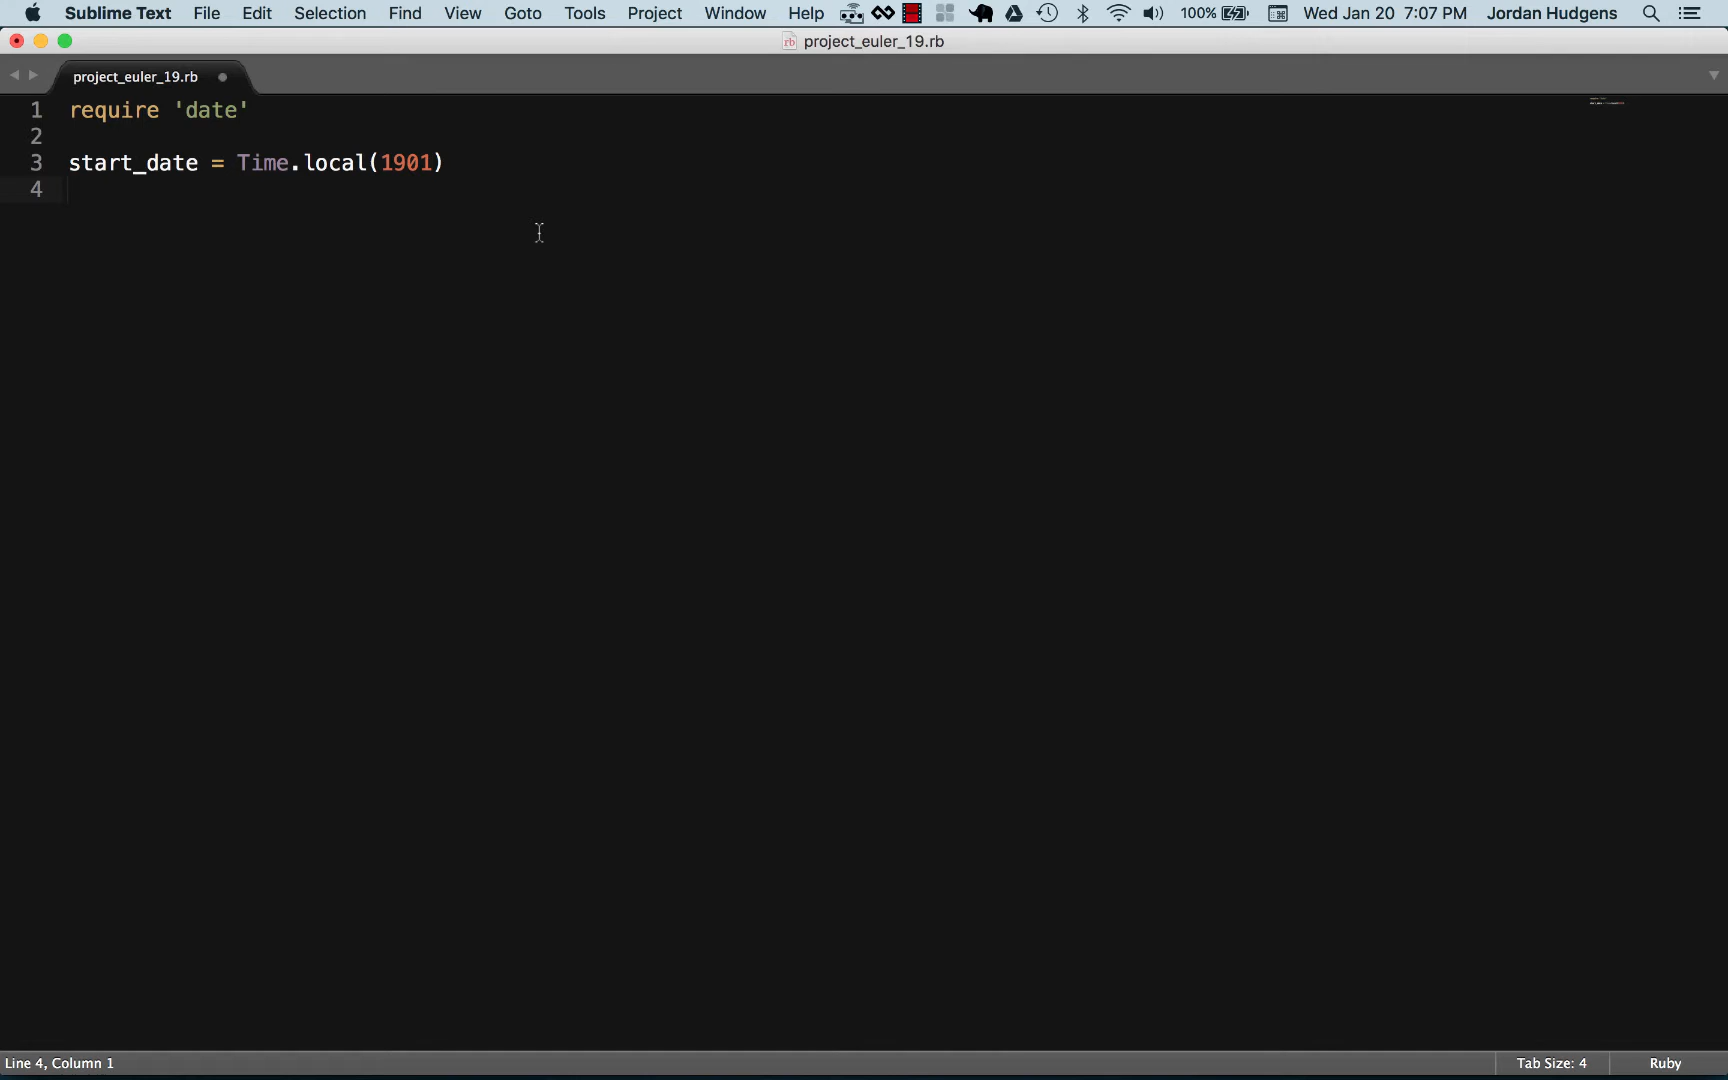 Sublime Text File Edit Selection Find View Goto Tools Project Window Help 100% Wed Jan 20 7:07 PM Jordan Hudgens
rb project_euler_19.rb
project_euler_19.rb
1 require 'date'
2
3 start_date = Time.local(1901)
4
Line 4, Column 1 Tab Size: 4 Ruby